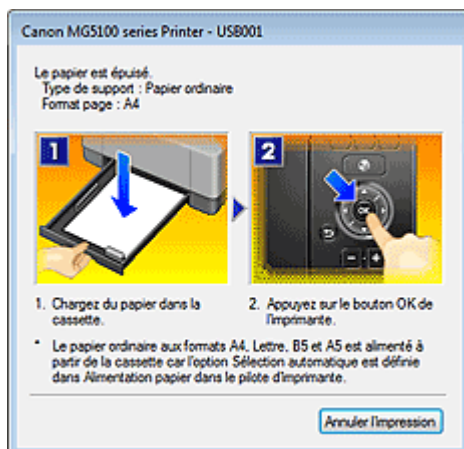 Canon MG5100 series Printer - USB001
Le papier est épuisé.
Type de support : Papier ordinaire
Format page : A4
1
2
OK
1. Chargez du papier dans la
cassette.
2. Appuyez sur le bouton OK de
l'imprimante.
* Le papier ordinaire aux formats A4, Lettre, B5 et A5 est alimenté à
partir de la cassette car l'option Sélection automatique est définie
dans Alimentation papier dans le pilote d'imprimante.
Annuler l'impression